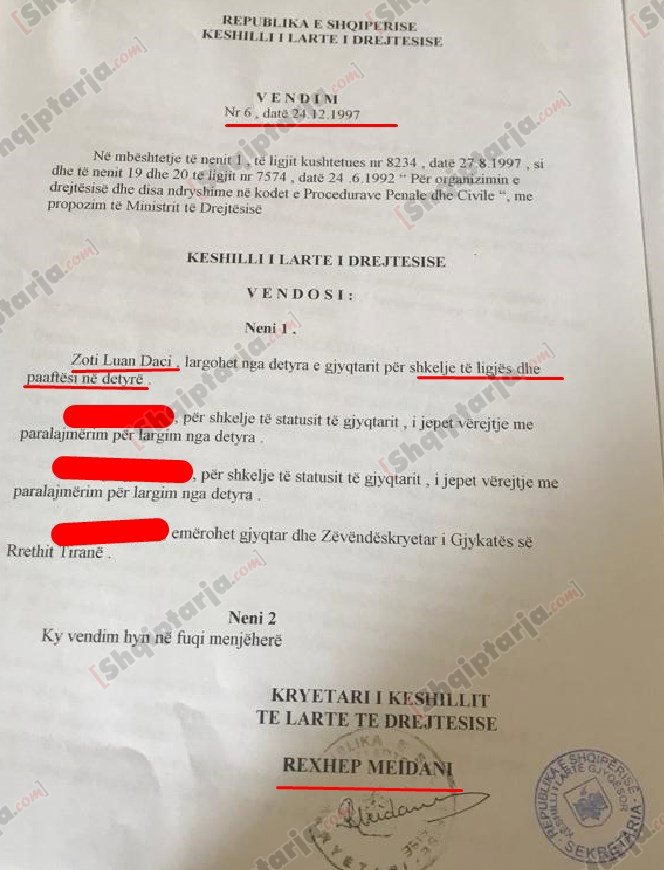 REPUBLIKA E SHQIPERISE
KESHILLI I LARTE I DREJTESISE
VENDIM
Nr 6 , datë 24.12.1997
Në mbështetje të nenit 1 , të ligjit kushtetues nr 8234 , datë 27.8.1997 , si
dhe të nenit 19 dhe 20 të ligjit nr 7574 , datë 24 .6.1992 “ Për organizimin e
drejtësisë dhe disa ndryshime në kodet e Procedurave Penale dhe Civile “, me
propozim të Ministrit të Drejtësisë
KESHILLI I LARTE I DREJTESISE
VENDOSI :
Neni 1 .
Zoti Luan Daci , largohet nga detyra e gjyqtarit për shkelje të ligjës dhe
paaftësi në detyrë .
, për shkelje të statusit të gjyqtarit , i jepet vërejtje me
paralajmërim për largim nga detyra .
, për shkelje të statusit të gjyqtarit , i jepet vërejtje me
paralajmërim për largim nga detyra .
emërohet gjyqtar dhe Zëvëndëskryetar i Gjykatës së
Rrethit Tiranë .
Neni 2
Ky vendim hyn në fuqi menjëherë
KRYETARI I KESHILLIT
TE LARTE TE DREJTESISE
REXHEP MEIDANI
REPUBLIKA E SHQIPERISE
KESHILLI I LARTE GJYQESOR
SEKRETARIA
[Shqiptarja.com]